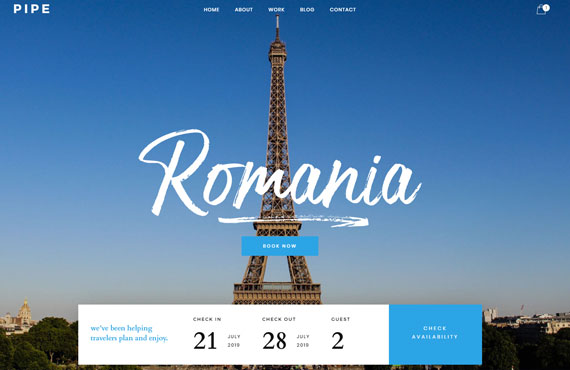 PIPE
HOME ABOUT WORK BLOG CONTACT
1
Romania
BOOK NOW
we've been helping
travelers plan and enjoy.
CHECK IN
21 JULY
2019
CHECK OUT
28 JULY
2019
GUEST
2
CHECK
AVAILABILITY